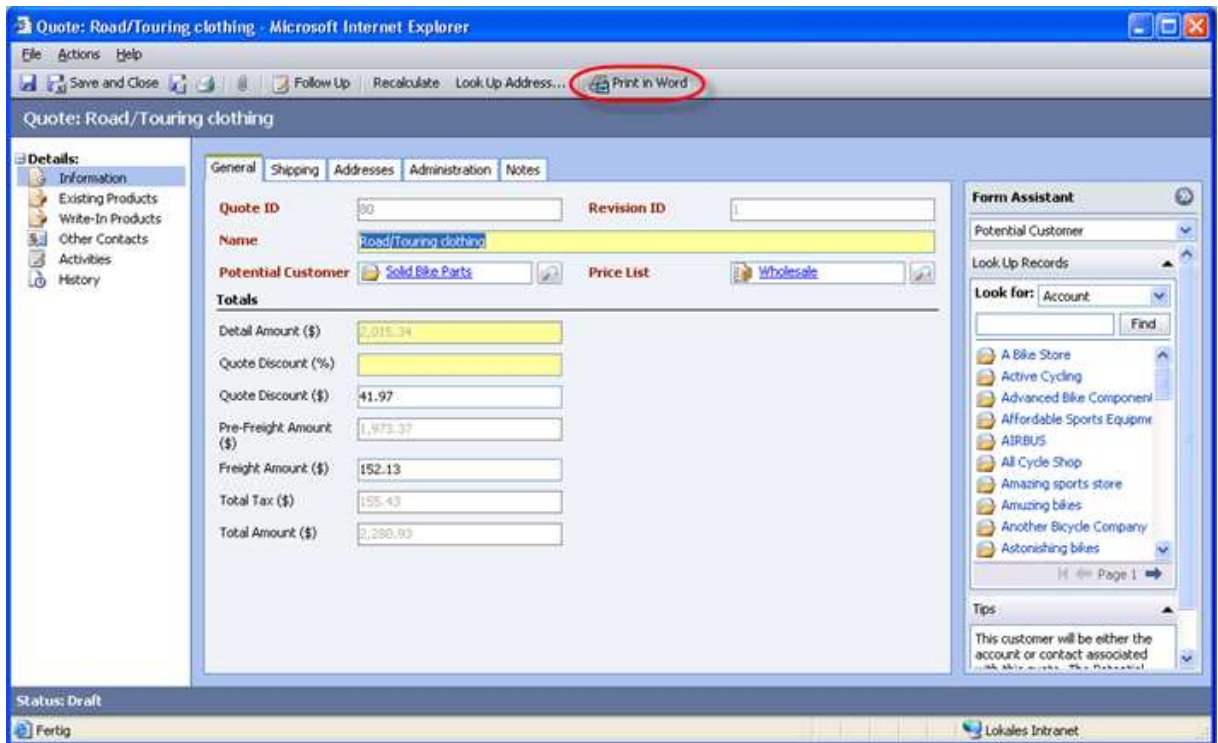 Quote: Road/Touring clothing - Microsoft Internet Explorer
File Actions Help
Save and Close Follow Up Recalculate Look Up Address... Print in Word
Quote: Road/Touring clothing
Details:
Information
Existing Products
Write-In Products
Other Contacts
Activities
History
General Shipping Addresses Administration Notes
Quote ID 80 Revision ID 1
Name Road/Touring clothing
Potential Customer Solid Bike Parts Price List Wholesale
Totals
Detail Amount ($) 2,015.34
Quote Discount (%)
Quote Discount ($) 41.97
Pre-Freight Amount
($) 1,973.37
Freight Amount ($) 152.13
Total Tax ($) 155.43
Total Amount ($) 2,280.93
Form Assistant
Potential Customer
Look Up Records
Look for: Account
Find
A Bike Store
Active Cycling
Advanced Bike Component
Affordable Sports Equipme
AIRBUS
All Cycle Shop
Amazing sports store
Amuzing bikes
Another Bicycle Company
Astonishing bikes
Page 1
Tips
This customer will be either the
account or contact associated
with this quote. The Potential
Status: Draft
Fertig Lokales Intranet